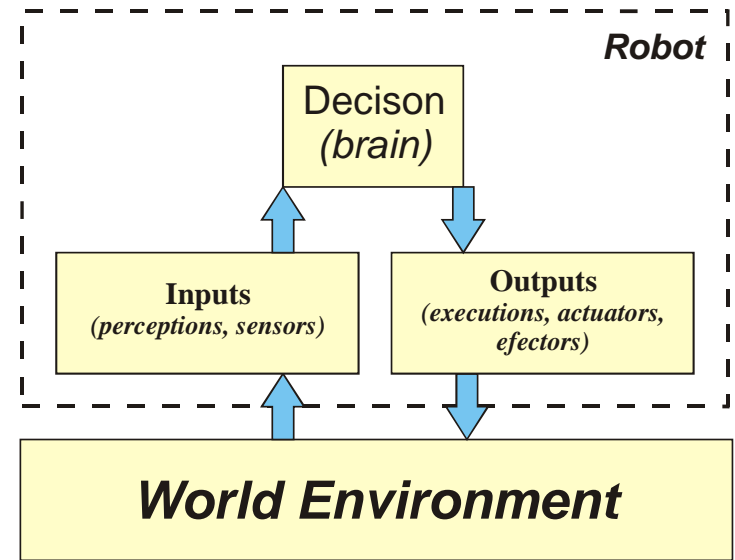 Robot
Decison
(brain)
Inputs
(perceptions, sensors)
Outputs
(executions, actuators,
efectors)
World Environment